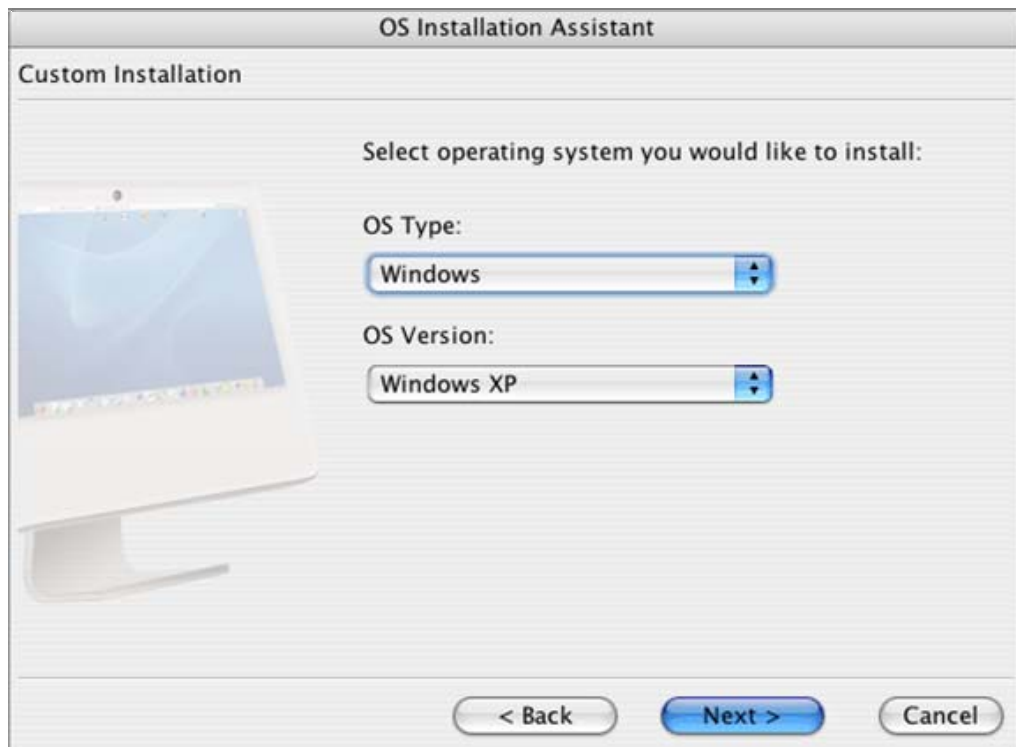 OS Installation Assistant
Custom Installation
Select operating system you would like to install:
OS Type:
Windows
OS Version:
Windows XP
< Back
Next >
Cancel